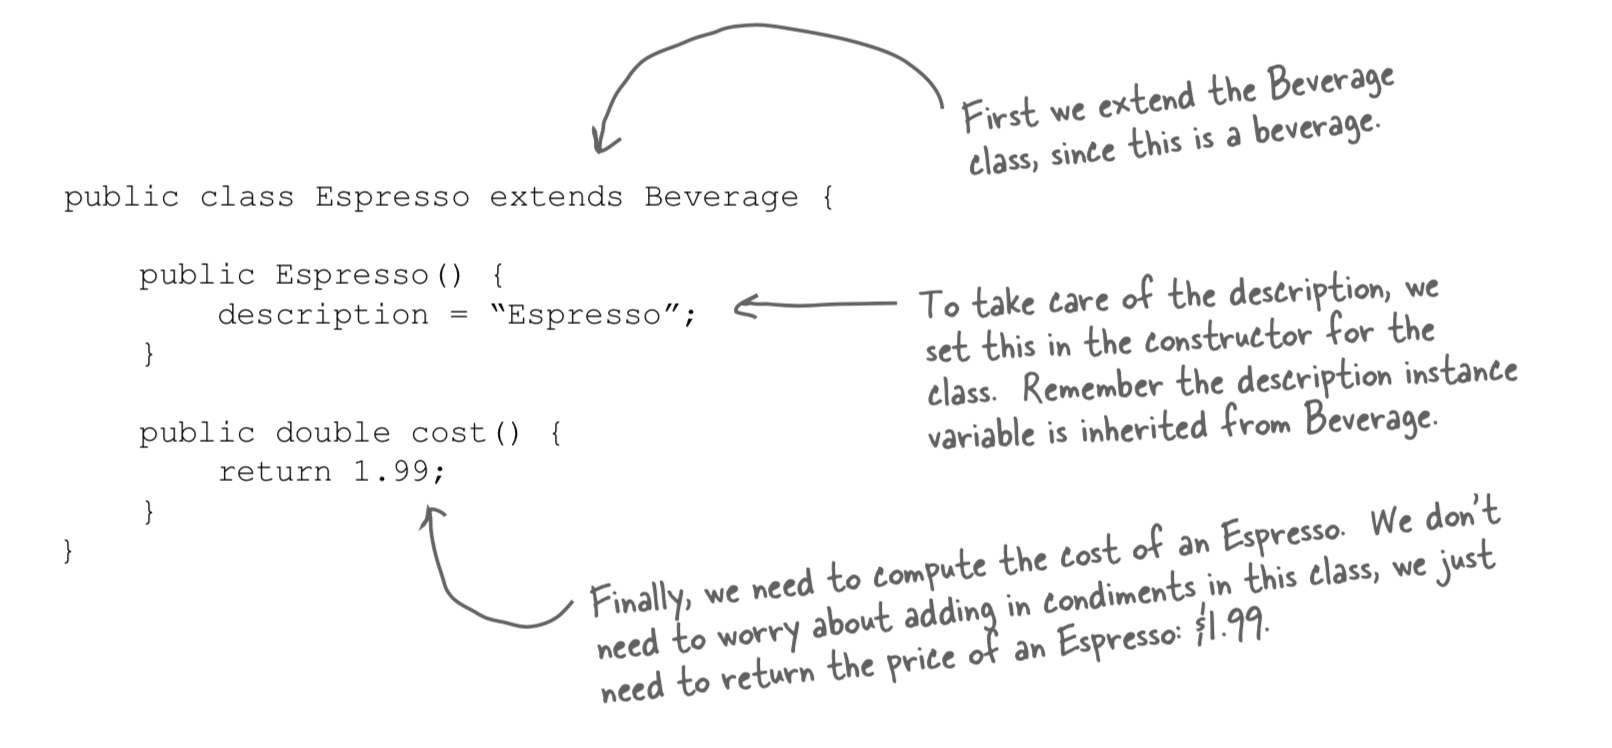 First we extend the Beverage
class, since this is a beverage.
public class Espresso extends Beverage {
public Espresso() {
description = “Espresso”;
}
To take care of the description, we
set this in the constructor for the
class.  Remember the description instance
variable is inherited from Beverage.
public double cost() {
return 1.99;
}
}
Finally, we need to compute the cost of an Espresso.  We don't
need to worry about adding in condiments in this class, we just
need to return the price of an Espresso: $1.99.